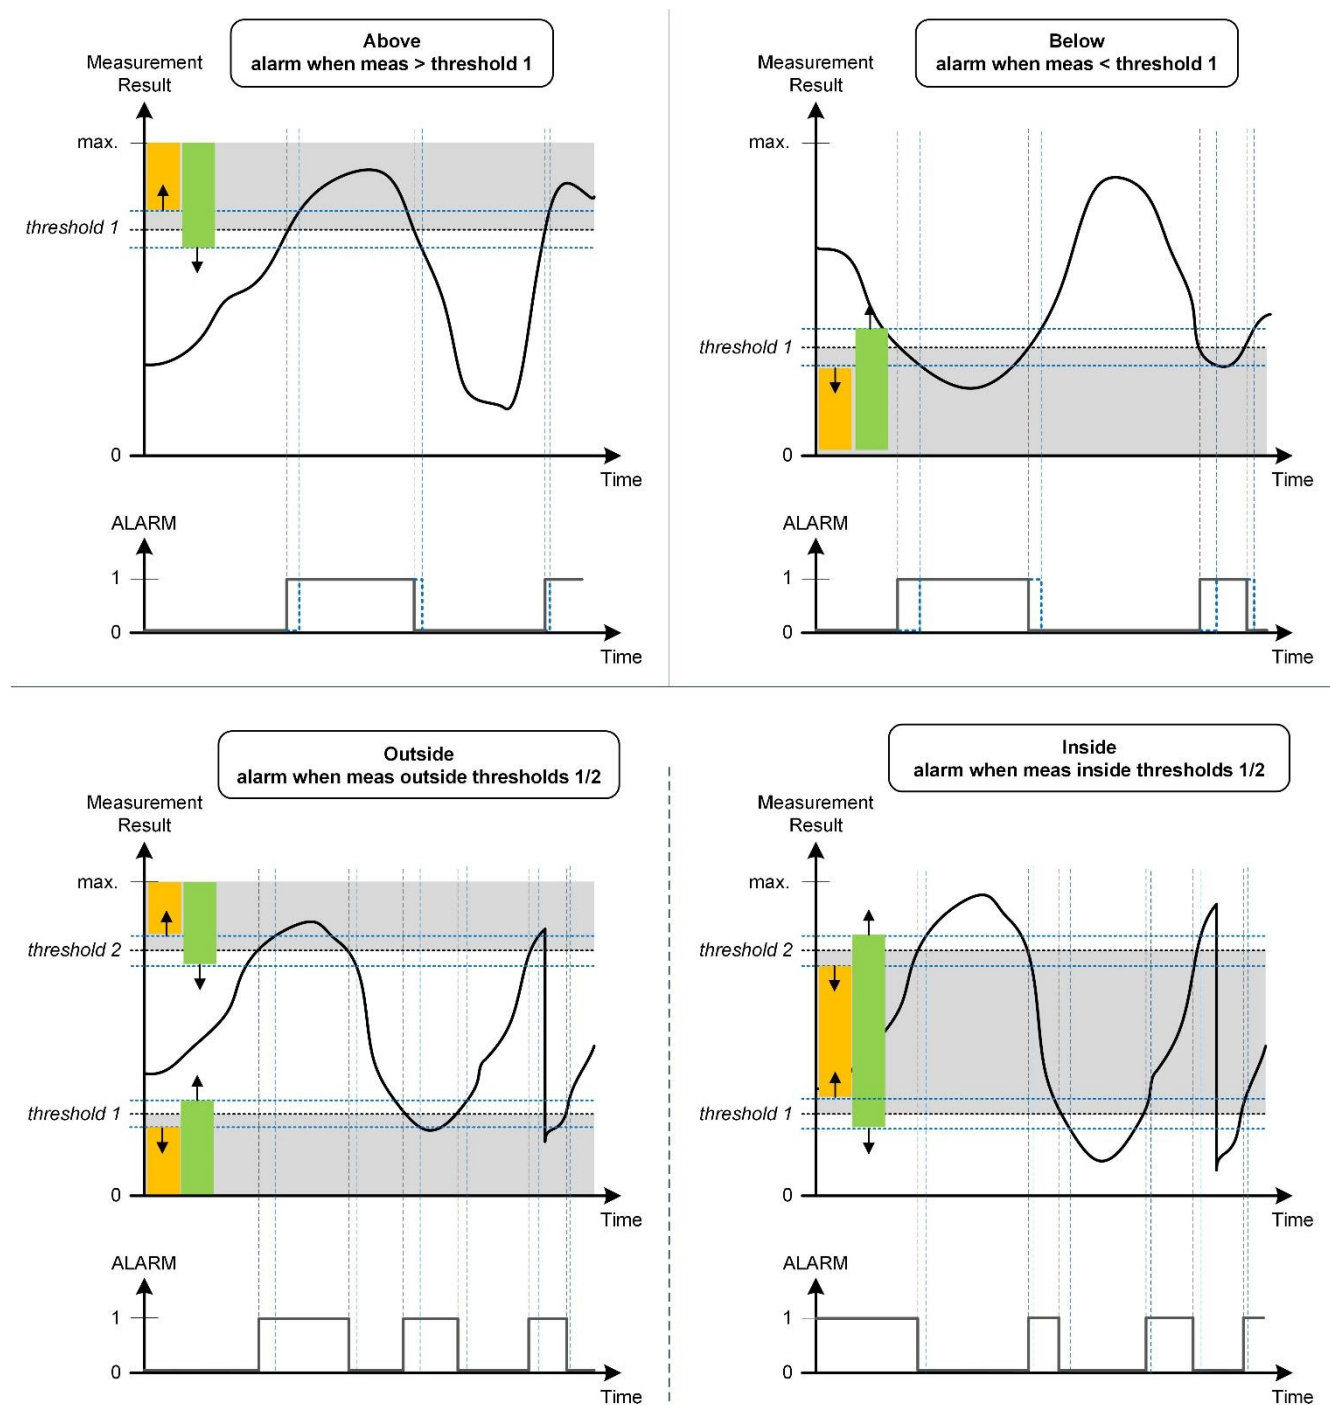 Above
alarm when meas > threshold 1
Measurement
Result
max.
threshold 1
0
Time
ALARM
1
0
Time
Below
alarm when meas < threshold 1
Measurement
Result
max.
threshold 1
0
Time
ALARM
1
0
Time
Outside
alarm when meas outside thresholds 1/2
Measurement
Result
max.
threshold 2
threshold 1
0
Time
ALARM
1
0
Time
Inside
alarm when meas inside thresholds 1/2
Measurement
Result
max.
threshold 2
threshold 1
0
Time
ALARM
1
0
Time